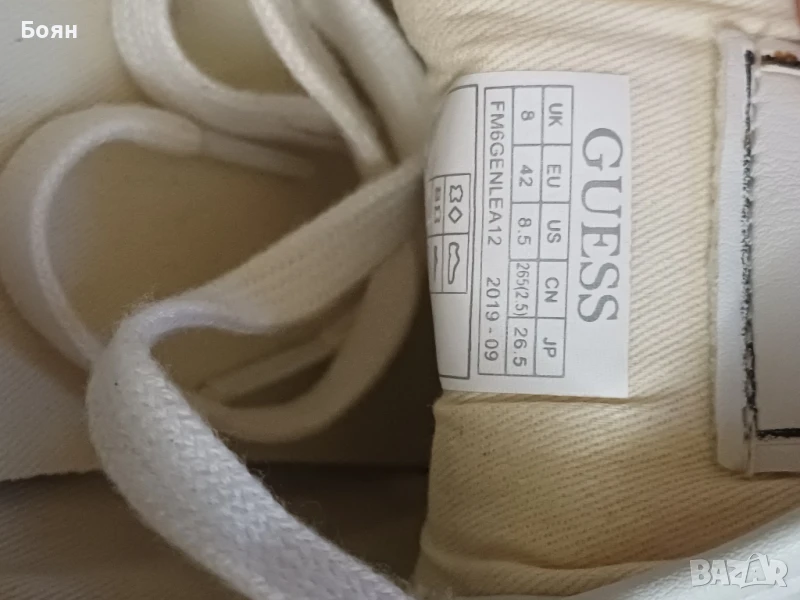 Боян
GUESS
UK EU US CN JP
8 42 8.5 265(2.5) 26.5
FM6GENLEA12 2019-09
BAZAR